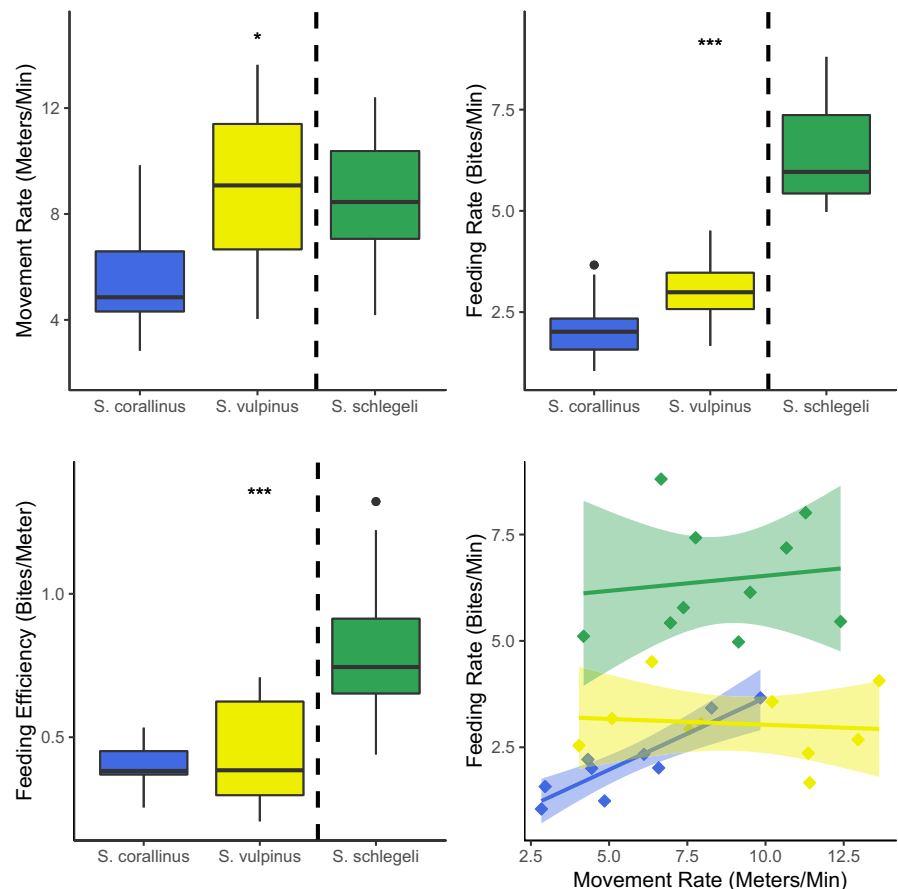 Movement Rate (Meters/Min)
12
8
4
*
S. corallinus S. vulpinus S. schlegeli
Feeding Rate (Bites/Min)
7.5
5.0
2.5
***
S. corallinus S. vulpinus S. schlegeli
Feeding Efficiency (Bites/Meter)
1.0
0.5
***
S. corallinus S. vulpinus S. schlegeli
Feeding Rate (Bites/Min)
7.5
5.0
2.5
2.5 5.0 7.5 10.0 12.5
Movement Rate (Meters/Min)